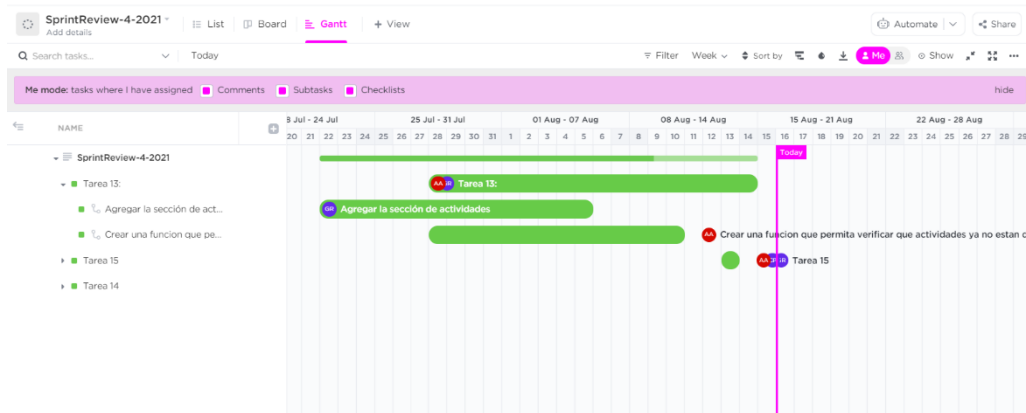 SprintReview-4-2021 List Board Gantt + View Automate Share
Add details
Search tasks... Today Filter Week Sort by Me Show
Me mode: tasks where I have assigned Comments Subtasks Checklists hide
NAME
8 Jul - 24 Jul 25 Jul - 31 Jul 01 Aug - 07 Aug 08 Aug - 14 Aug 15 Aug - 21 Aug 22 Aug - 28 Aug
20 21 22 23 24 25 26 27 28 29 30 31 1 2 3 4 5 6 7 8 9 10 11 12 13 14 15 16 17 18 19 20 21 22 23 24 25 26 27 28 29
Today
SprintReview-4-2021
Tarea 13: AA Tarea 13:
Agregar la sección de act... GR Agregar la sección de actividades
Crear una funcion que pe... AA Crear una funcion que permita verificar que actividades ya no estan
Tarea 15 AA Tarea 15
Tarea 14